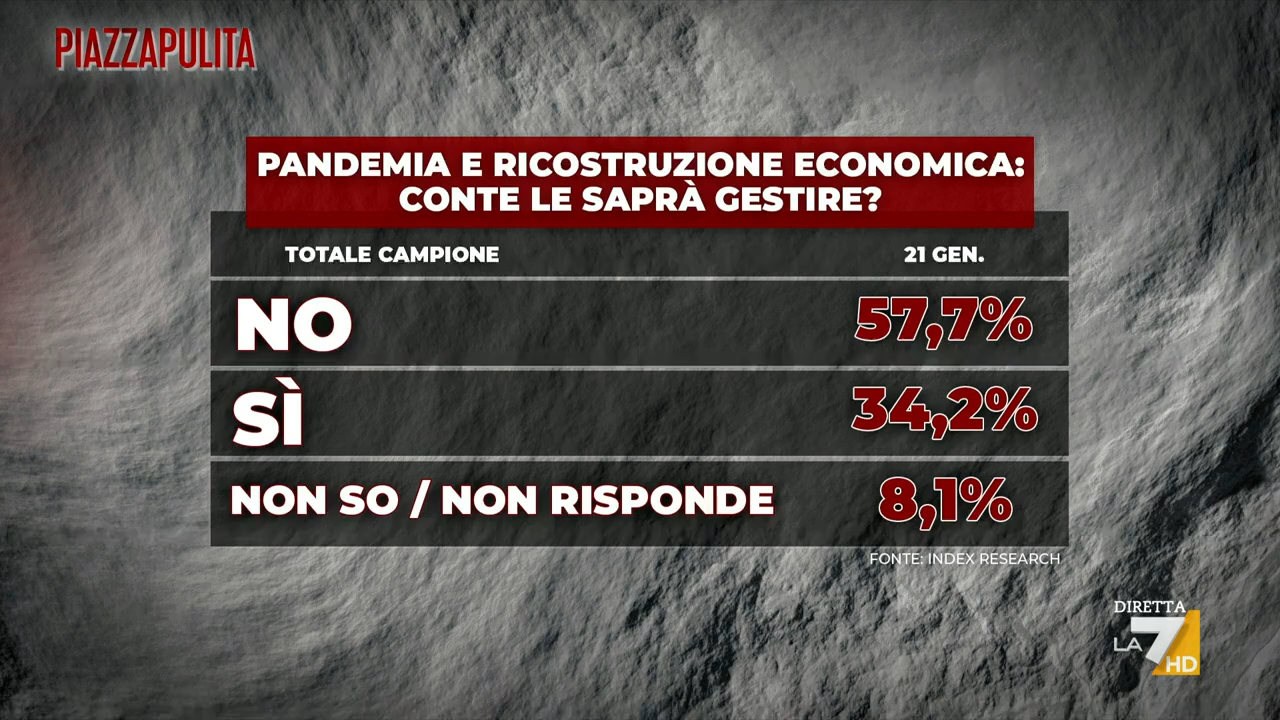 PIAZZAPULITA
PANDEMIA E RICOSTRUZIONE ECONOMICA:
CONTE LE SAPRÀ GESTIRE?
TOTALE CAMPIONE 21 GEN.
NO 57,7%
SÌ 34,2%
NON SO / NON RISPONDE 8,1%
FONTE: INDEX RESEARCH
DIRETTA
LA 7 HD